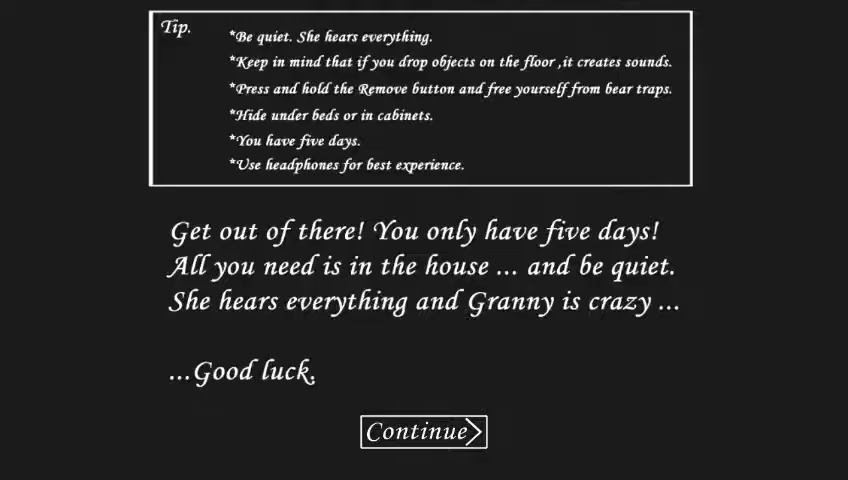 Tip.
*Be quiet. She hears everything.
*Keep in mind that if you drop objects on the floor ,it creates sounds.
*Press and hold the Remove button and free yourself from bear traps.
*Hide under beds or in cabinets.
*You have five days.
*Use headphones for best experience.
Get out of there! You only have five days!
All you need is in the house ... and be quiet.
She hears everything and Granny is crazy ...
...Good luck.
Continue